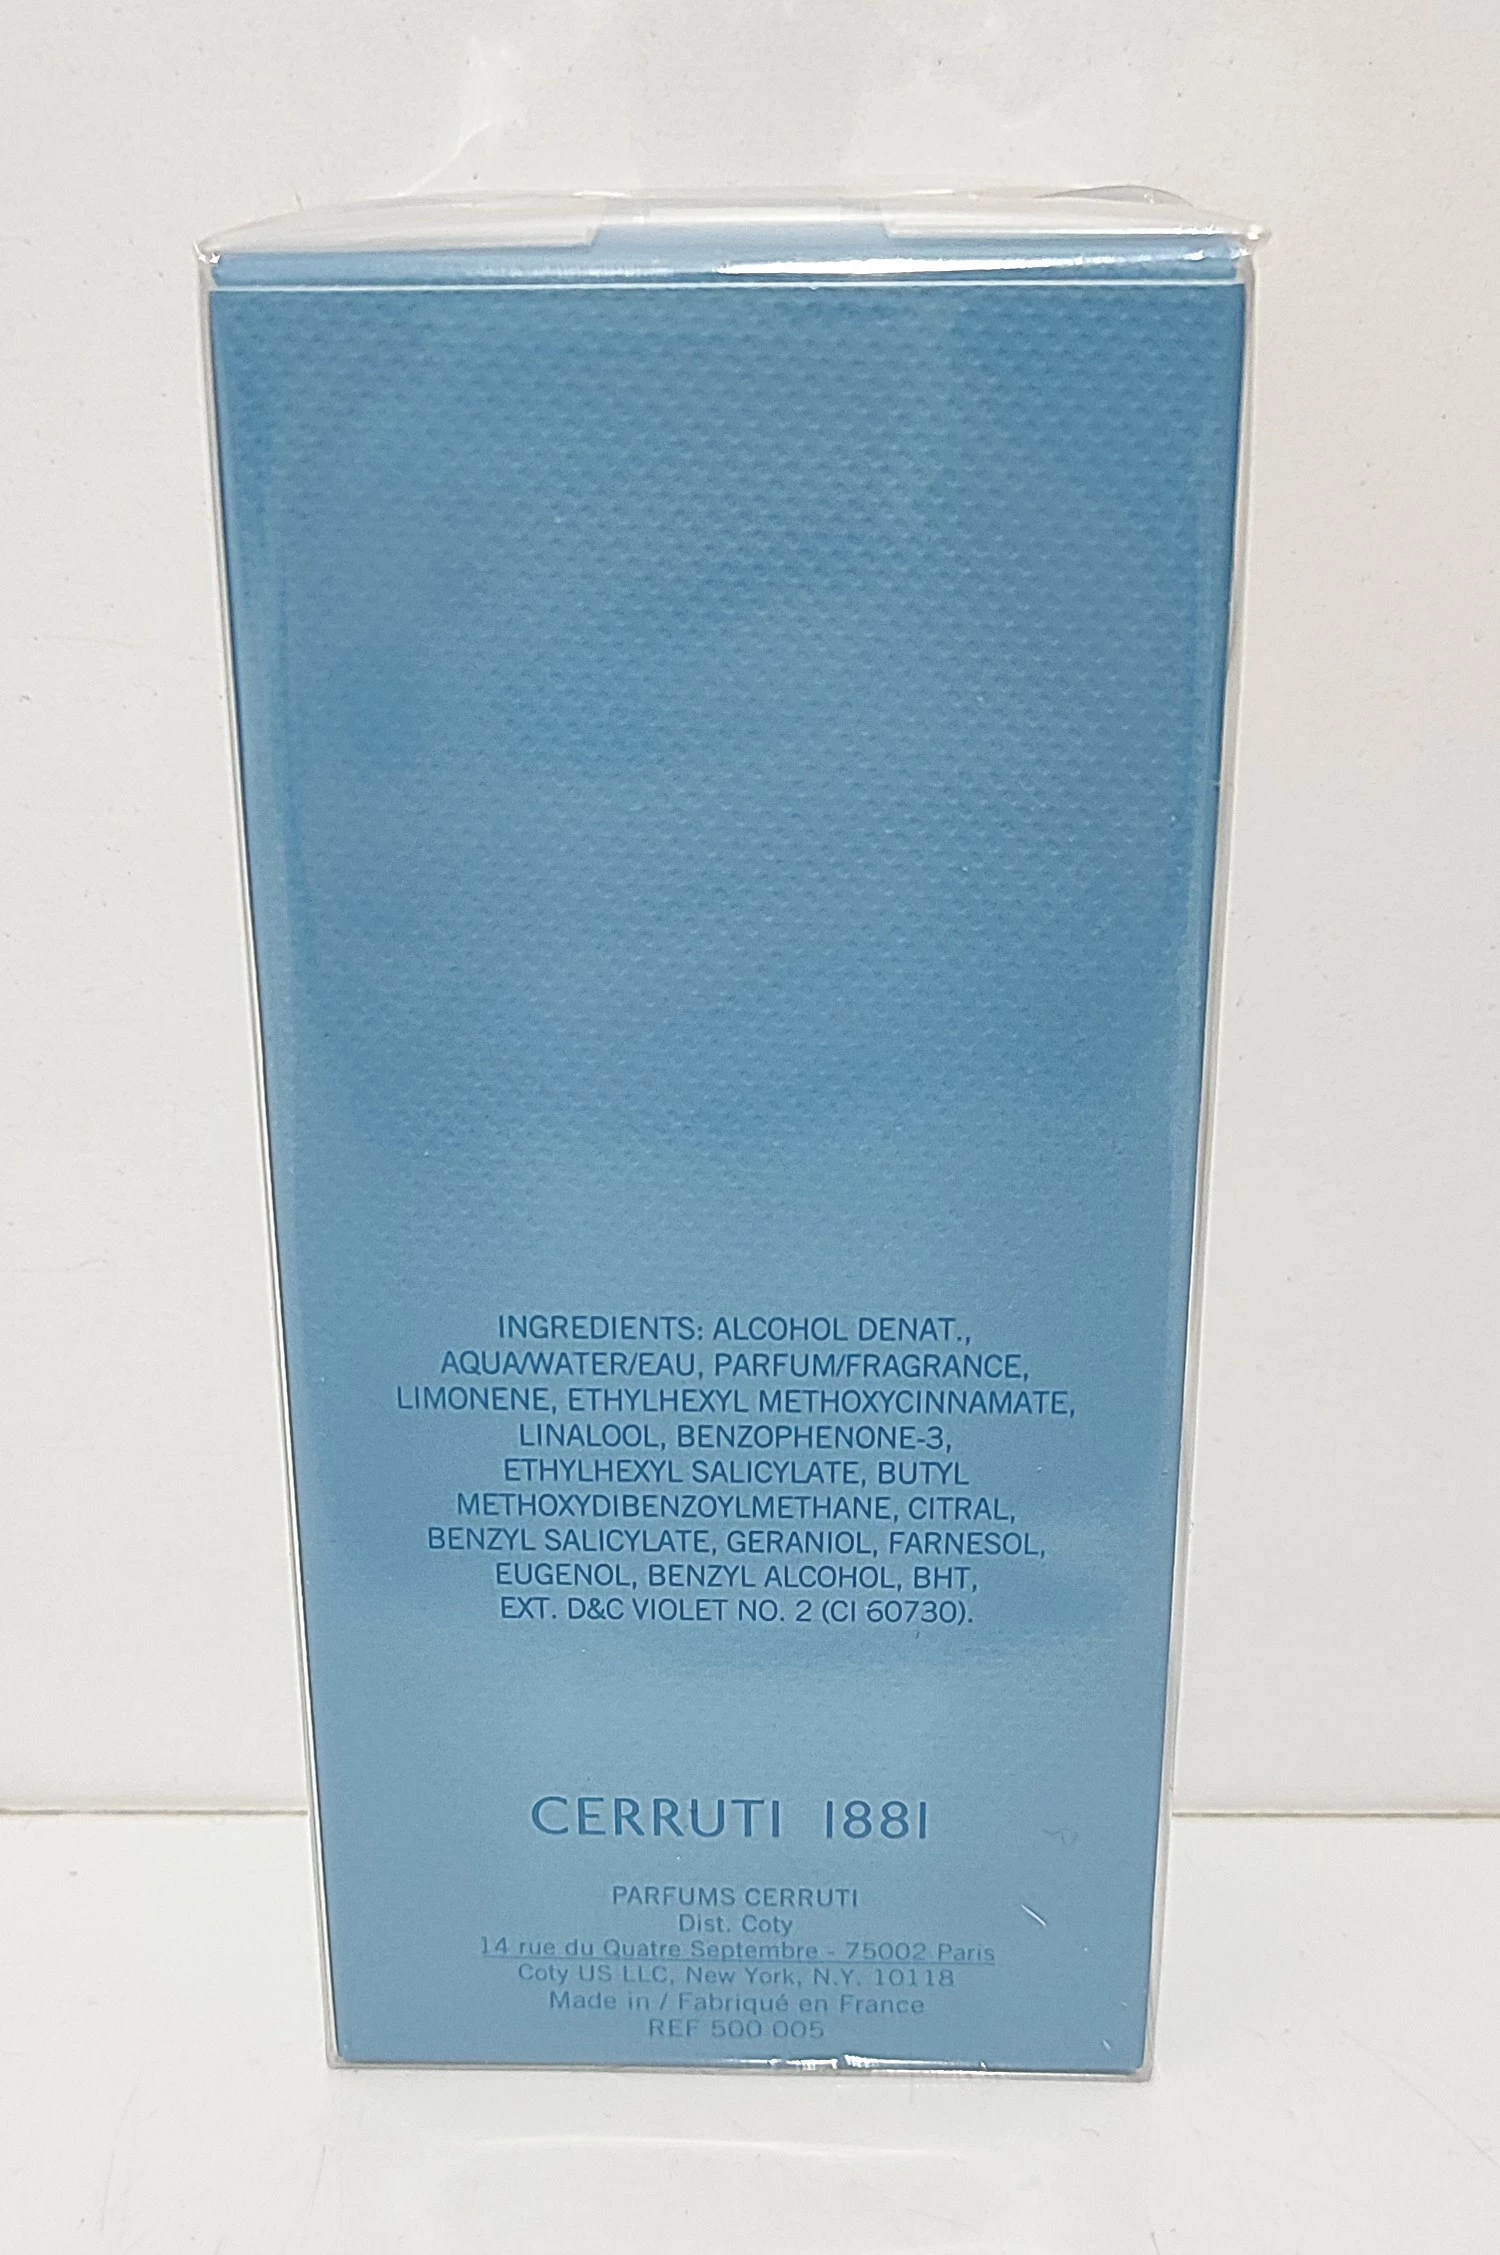 INGREDIENTS: ALCOHOL DENAT.,
AQUA/WATER/EAU, PARFUM/FRAGRANCE,
LIMONENE, ETHYLHEXYL METHOXYCINNAMATE,
LINALOOL, BENZOPHENONE-3,
ETHYLHEXYL SALICYLATE, BUTYL
METHOXYDIBENZOYLMETHANE, CITRAL,
BENZYL SALICYLATE, GERANIOL, FARNESOL,
EUGENOL, BENZYL ALCOHOL, BHT,
EXT. D&C VIOLET NO. 2 (CI 60730).
CERRUTI 1881
PARFUMS CERRUTI
Dist. Coty
14 rue du Quatre Septembre - 75002 Paris
Coty US LLC, New York, N.Y. 10118
Made in / Fabriqué en France
REF 500 005